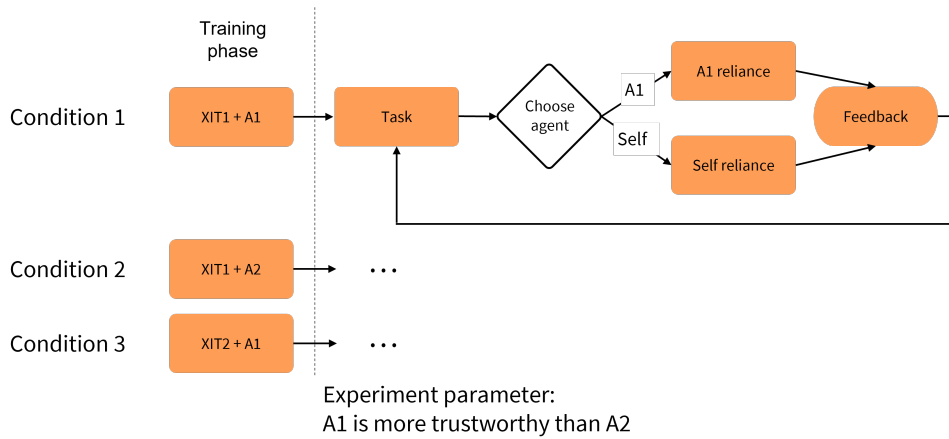 Training
phase
Condition 1
XIT1 + A1
Task
Choose
agent
A1
Self
A1 reliance
Self reliance
Feedback
Condition 2
XIT1 + A2
...
Condition 3
XIT2 + A1
...
Experiment parameter:
A1 is more trustworthy than A2